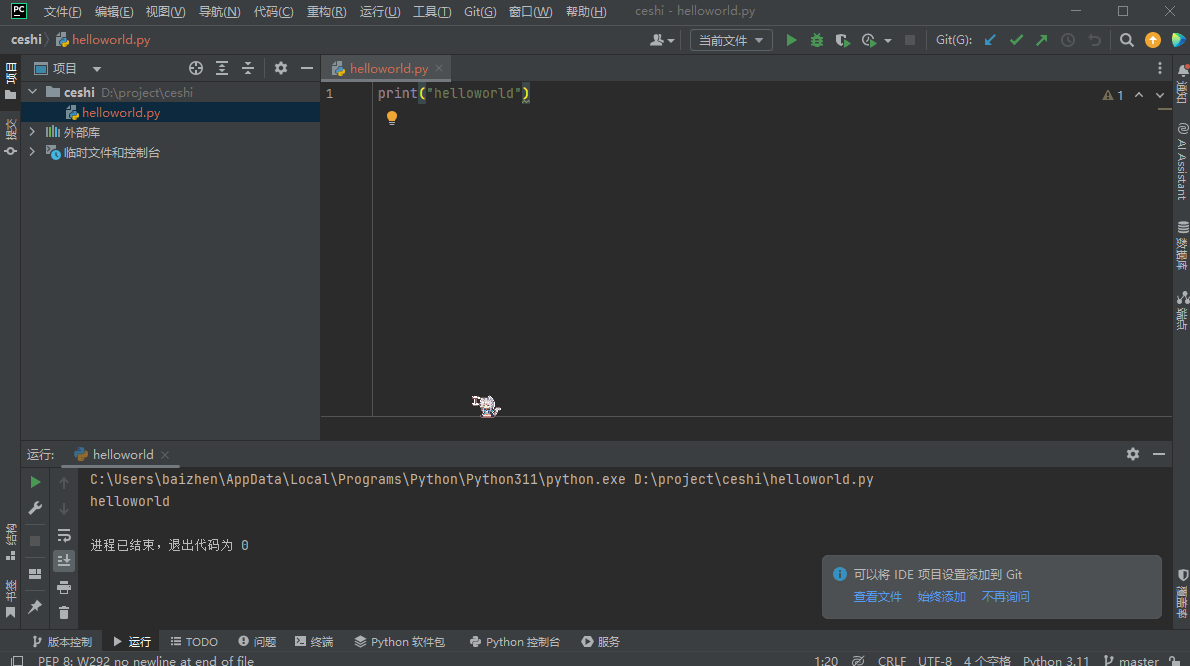 PC 文件(F) 编辑(E) 视图(V) 导航(N) 代码(C) 重构(R) 运行(U) 工具(T) Git(G) 窗口(W) 帮助(H) ceshi - helloworld.py
ceshi helloworld.py 当前文件 Git(G):
项目 helloworld.py
项目
提交
1 print("helloworld") 1
ceshi D:\project\ceshi
helloworld.py
外部库
临时文件和控制台
通知
AI Assistant
数据库
端点
运行: helloworld
C:\Users\baizhen\AppData\Local\Programs\Python\Python311\python.exe D:\project\ceshi\helloworld.py
helloworld
进程已结束，退出代码为 0
结构
书签
可以将 IDE 项目设置添加到 Git
查看文件 始终添加 不再询问
覆盖率
版本控制 运行 TODO 问题 终端 Python 软件包 Python 控制台 服务
PEP 8: W292 no newline at end of file 1:20 CRLF UTF-8 4 个空格 Python 3.11 master